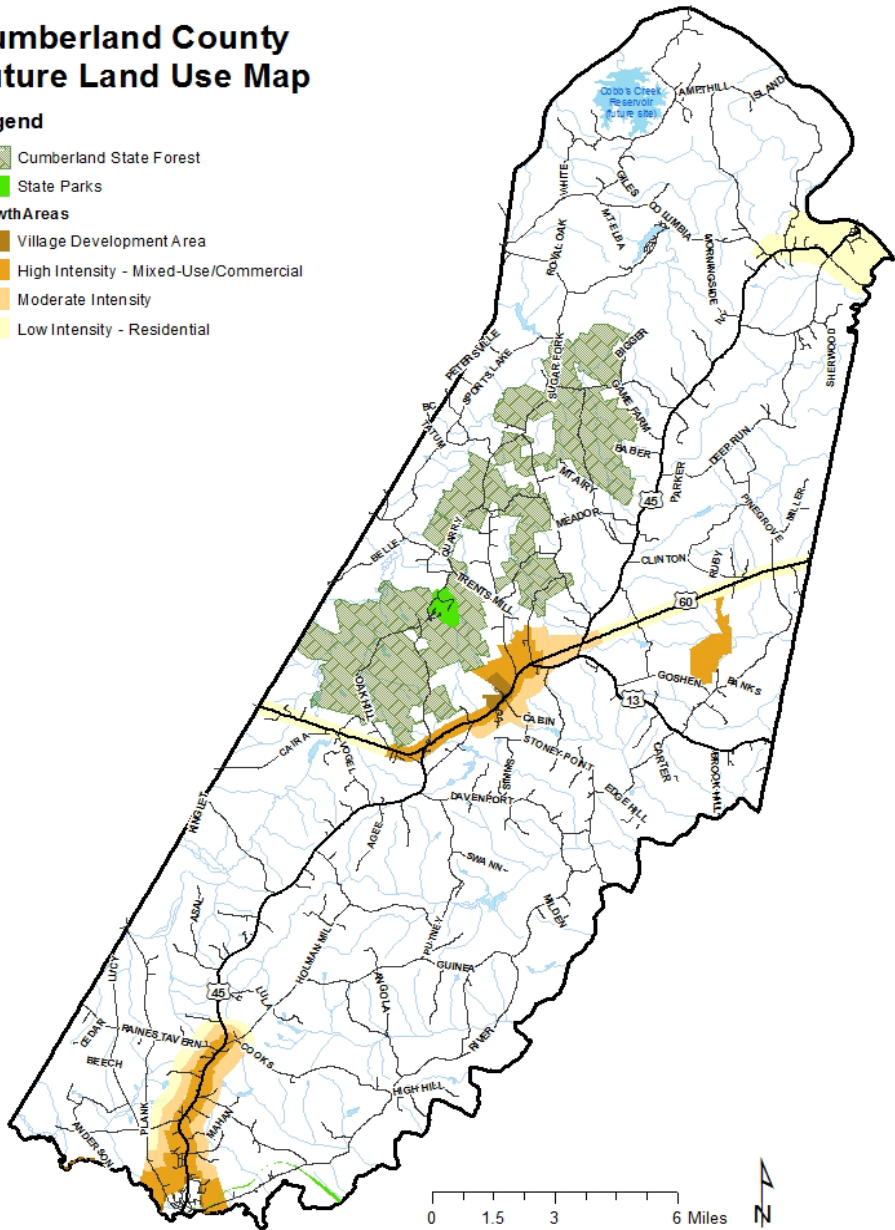 umberland County
uture Land Use Map
gend
Cumberland State Forest
State Parks
wthAreas
Village Development Area
High Intensity - Mixed-Use/Commercial
Moderate Intensity
Low Intensity - Residential
Cobb's Creek
Reservoir
(future site)
AMPTHILL
ISLAND
WHITE
GILES
COLUMBIA
MT ELBA
ROYAL OAK
MORNINGSIDE
PETERSVILLE
SPORTS LAKE
SUGAR FORK
BIGGER
SHERWOOD
BC
TATUM
GAME FARM
BABER
DEEP RUN
MT AIRY
PARKER
45
PINEGROVE
MILLER
MEADOR
QUARRY
BELLE
CLINTON
RUBY
TRENTS MILL
60
OAK HILL
GOSHEN
BANKS
13
CABIN
CAIRA
VOGEL
STONEY POINT
CARTER
BROOK HILL
SIMMS
EDGEHILL
RINGUET
DAVENPORT
AGEE
SWANN
ASAL
MILDEN
PUTNEY
HOLMAN MILL
LUCY
GUINEA
ANGOLA
45
LULA
CEDAR
RAINES TAVERN
COOKS
RIVER
BEECH
HIGH HILL
PLANK
MAHAN
ANDERSON
0 1.5 3 6 Miles
N